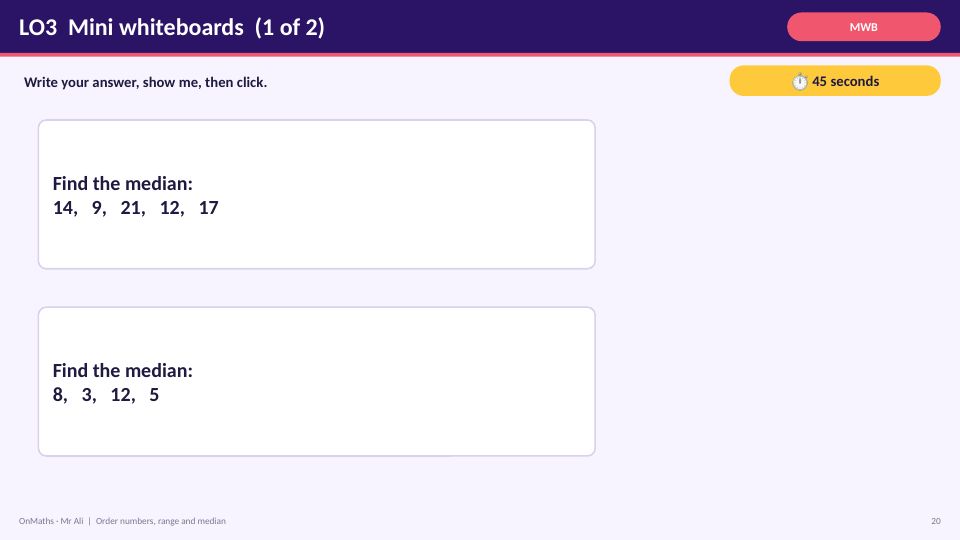 LO3  Mini whiteboards  (1 of 2)
MWB
Write your answer, show me, then click.
⏱ 45 seconds
Find the median:
14,   9,   21,   12,   17
Find the median:
8,   3,   12,   5
OnMaths - Mr Ali  |  Order numbers, range and median
20